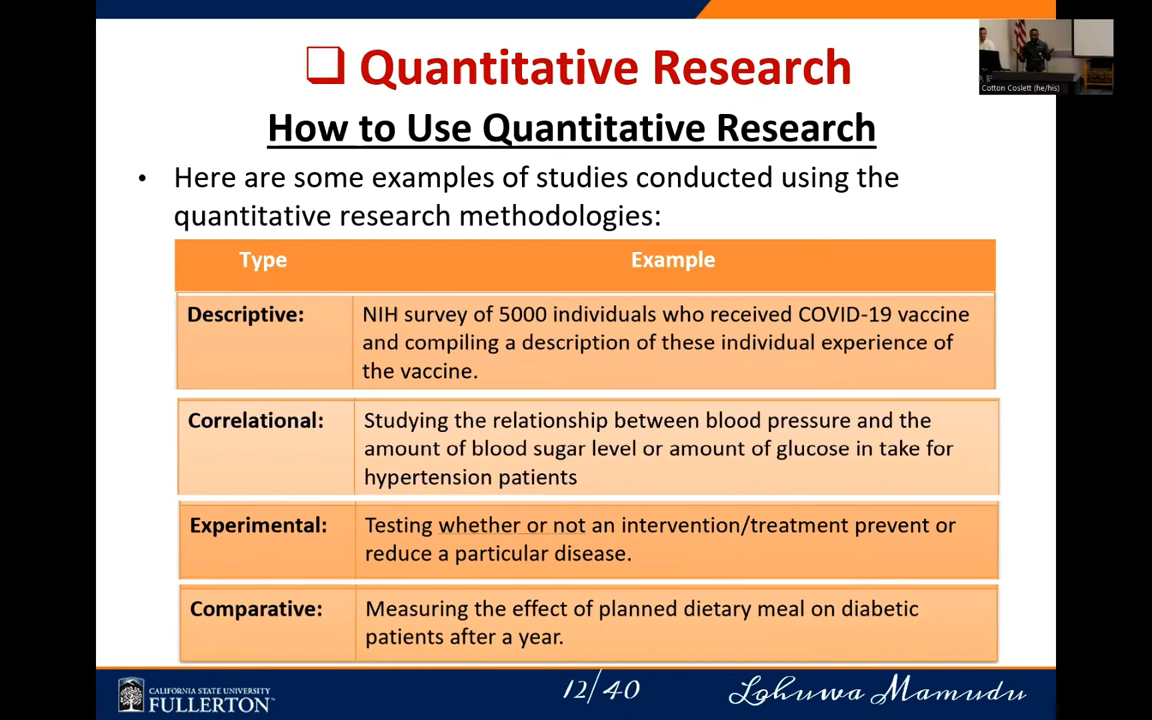 Quantitative Research
Cotton Coslett (he/his)
How to Use Quantitative Research
• Here are some examples of studies conducted using the
quantitative research methodologies:
Type Example
Descriptive: NIH survey of 5000 individuals who received COVID-19 vaccine
and compiling a description of these individual experience of
the vaccine.
Correlational: Studying the relationship between blood pressure and the
amount of blood sugar level or amount of glucose in take for
hypertension patients
Experimental: Testing whether or not an intervention/treatment prevent or
reduce a particular disease.
Comparative: Measuring the effect of planned dietary meal on diabetic
patients after a year.
CALIFORNIA STATE UNIVERSITY
FULLERTON
12/40
Lohuwa Mamudu